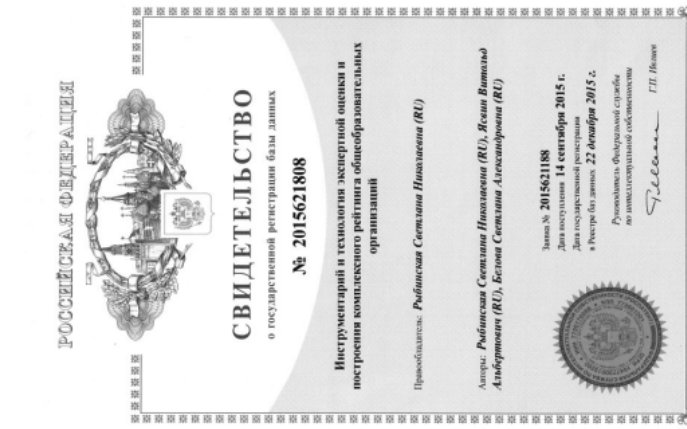 РОССИЙСКАЯ ФЕДЕРАЦИЯ
СВИДЕТЕЛЬСТВО
о государственной регистрации базы данных
№ 2015621808
Инструментарий и технология экспертной оценки и
построения комплексного рейтинга общеобразовательных
организаций
Правообладатель: Рыбинская Светлана Николаевна (RU)
Авторы: Рыбинская Светлана Николаевна (RU), Ясвин Витольд
Альбертович (RU), Белова Светлана Александровна (RU)
Заявка № 2015621188
Дата поступления 14 сентября 2015 г.
Дата государственной регистрации
в Реестре баз данных 22 декабря 2015 г.
Руководитель Федеральной службы
по интеллектуальной собственности
Г.П. Ивлиев